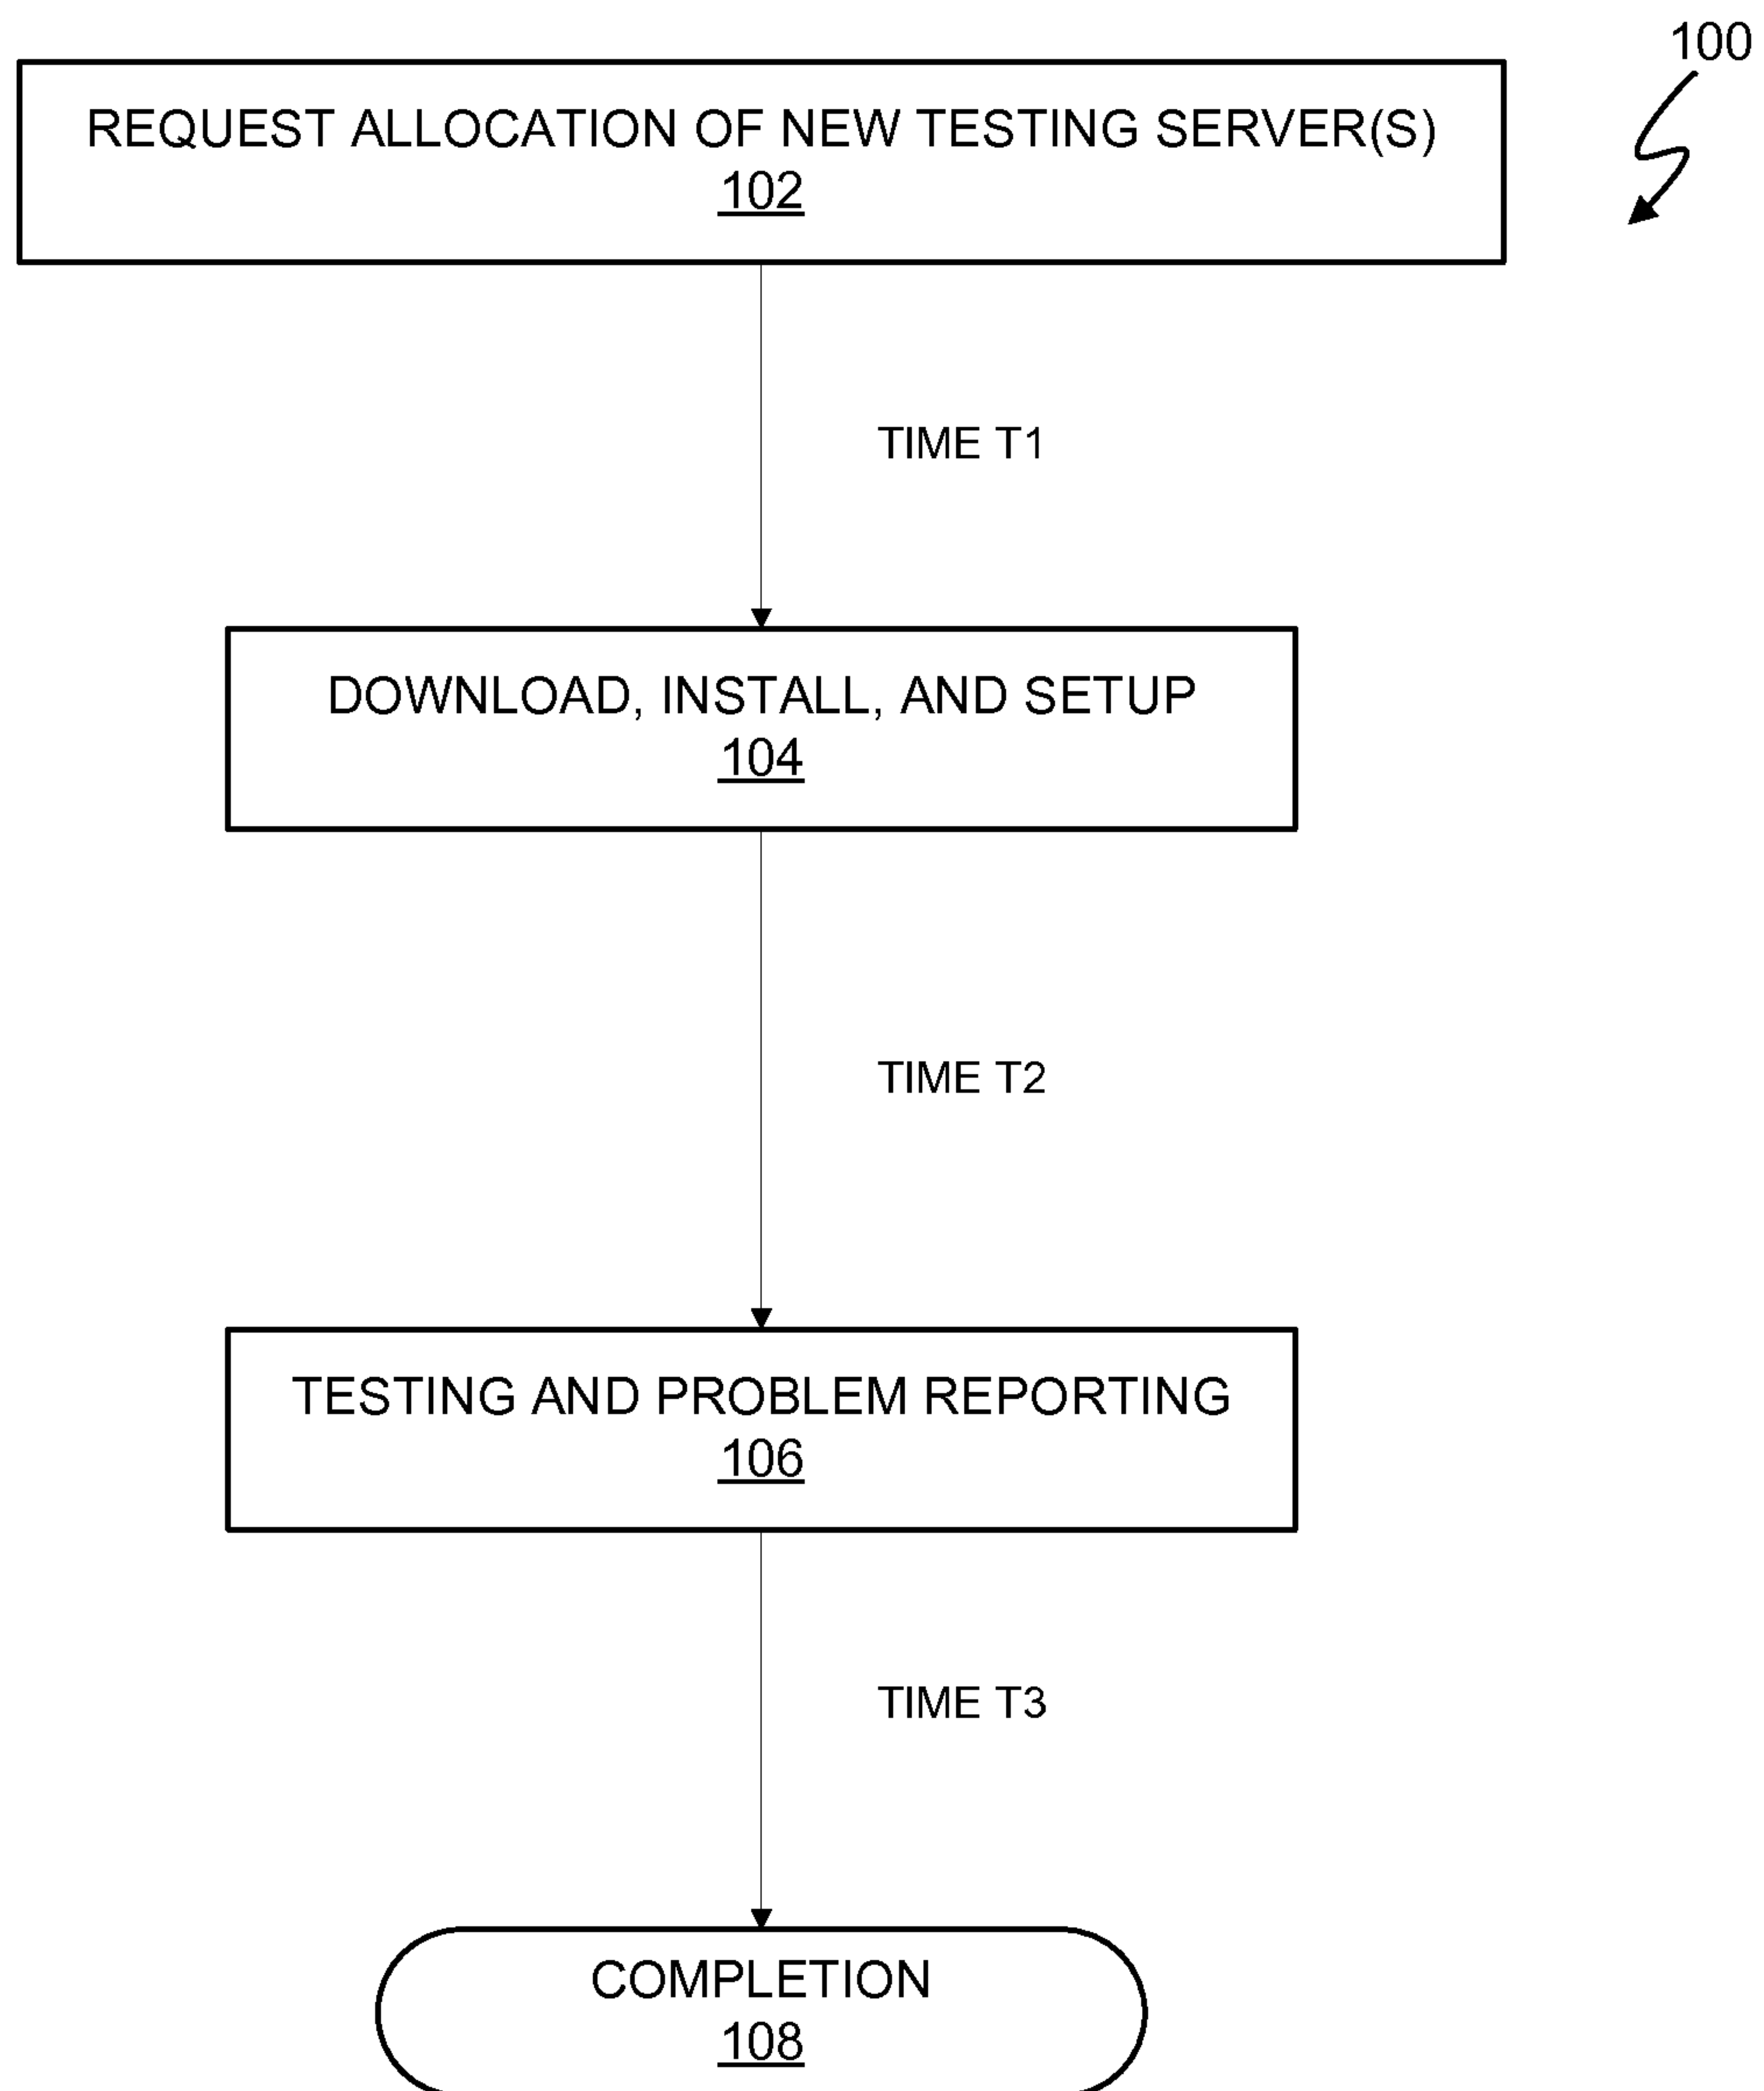 100
REQUEST ALLOCATION OF NEW TESTING SERVER(S)
102
TIME T1
DOWNLOAD, INSTALL, AND SETUP
104
TIME T2
TESTING AND PROBLEM REPORTING
106
TIME T3
COMPLETION
108